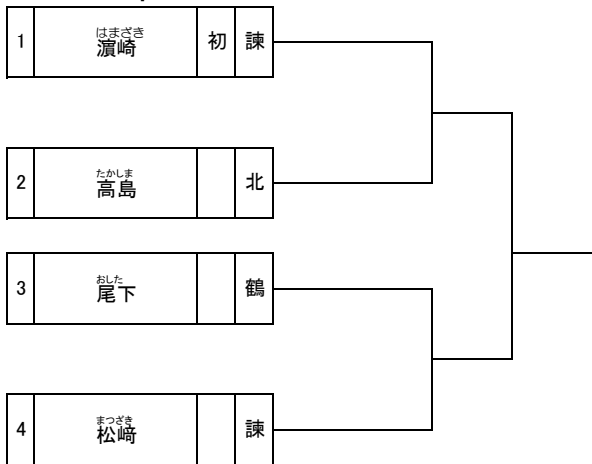 はまざき
1 濵崎 初 諫
たかしま
2 高島 北
おした
3 尾下 鶴
まつざき
4 松﨑 諫